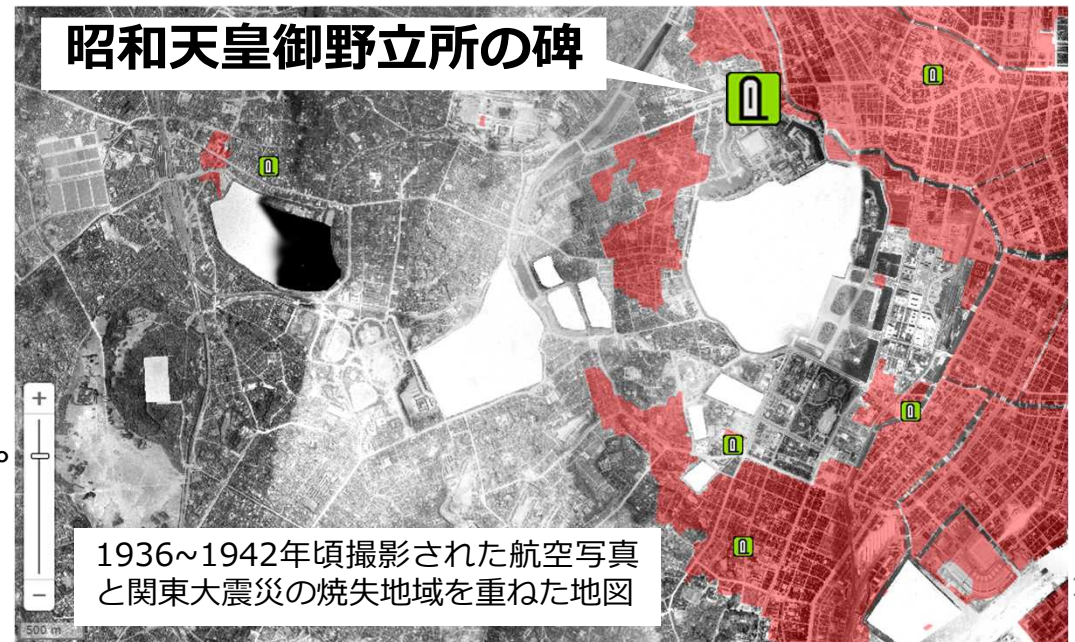 昭和天皇御野立所の碑
+
。
−
1936~1942年頃撮影された航空写真
と関東大震災の焼失地域を重ねた地図
500 m